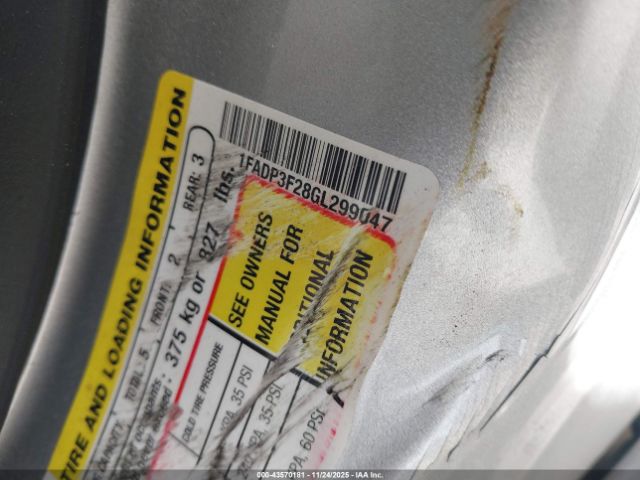 TIRE AND LOADING INFORMATION
TOTAL: 5 FRONT: 2 REAR: 3
375 kg or 827 lbs.
1FADP3F28GL299047
SEE OWNERS
MANUAL FOR
INFORMATION
COLD TIRE PRESSURE
35 PSI
35 PSI
60 PSI
000-43570181 - 11/24/2025 - IAA Inc.